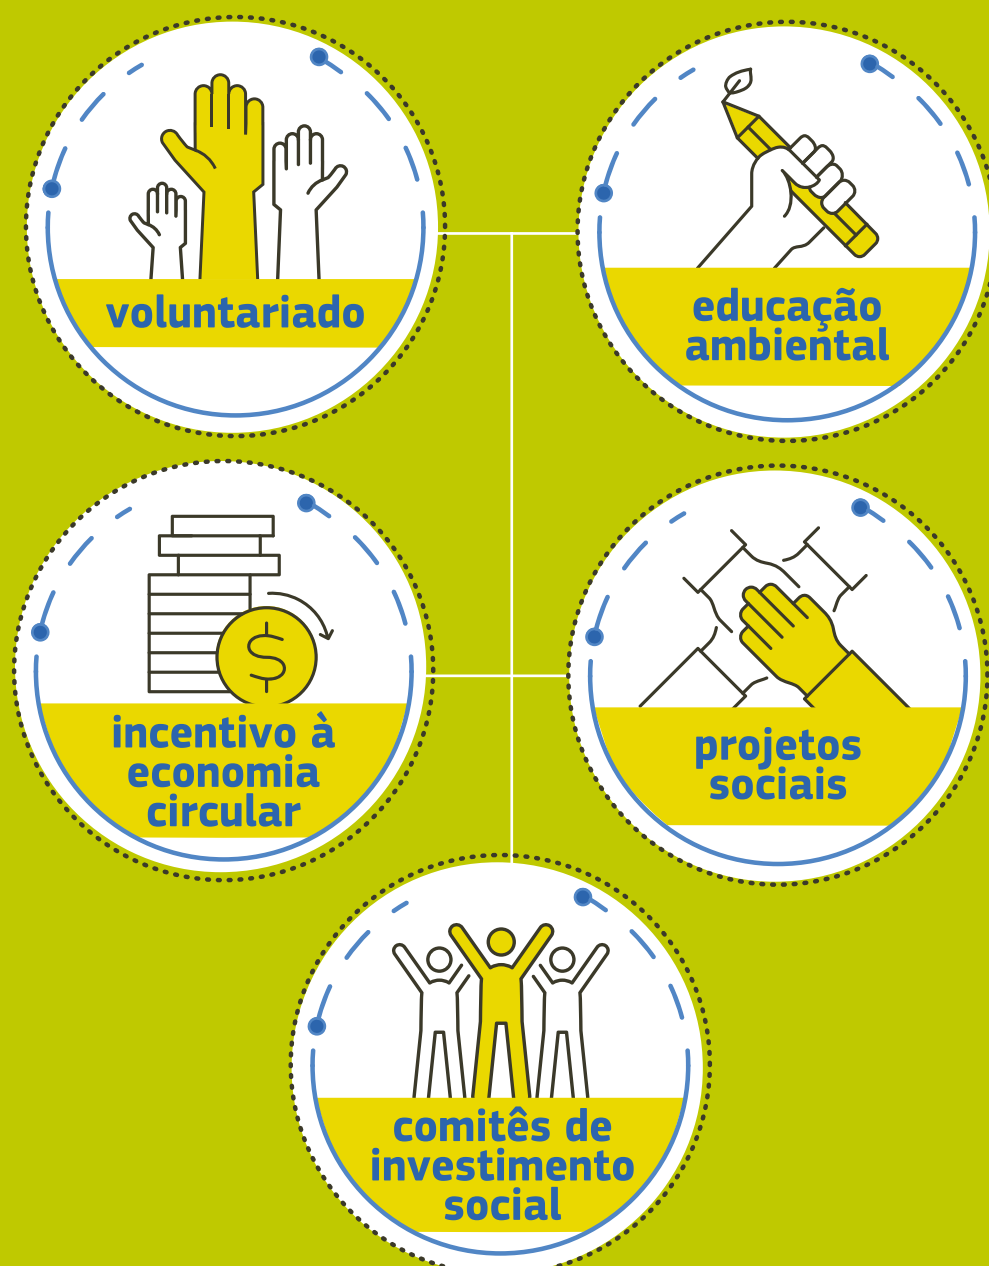 voluntariado
educação
ambiental
incentivo à
economia
circular
projetos
sociais
comitês de
investimento
social